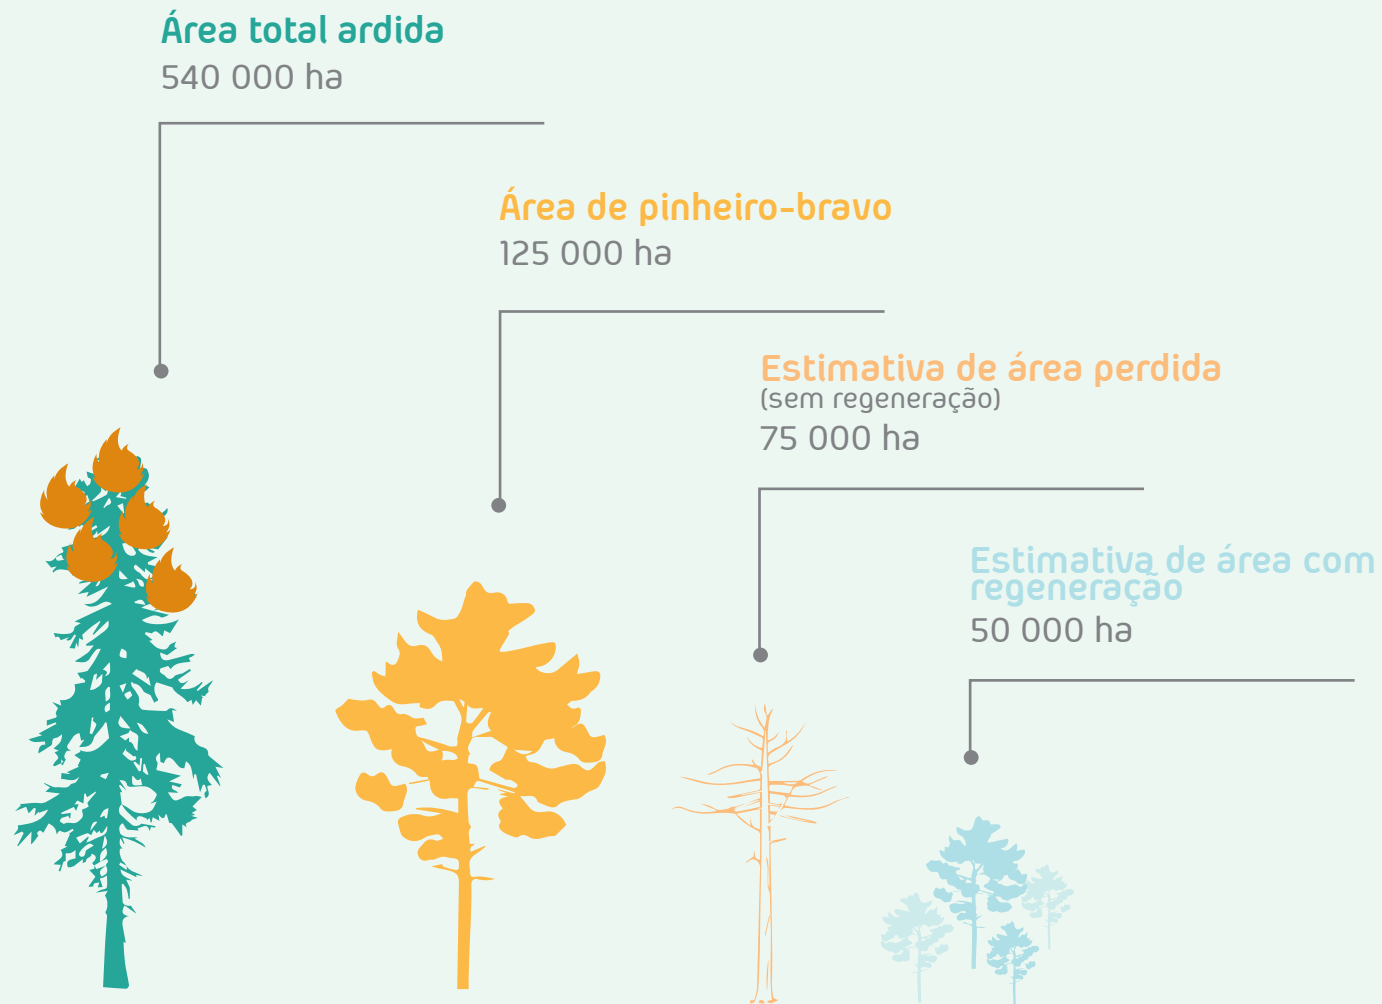 Área total ardida
540 000 ha
Área de pinheiro-bravo
125 000 ha
Estimativa de área perdida
(sem regeneração)
75 000 ha
Estimativa de área com
regeneração
50 000 ha